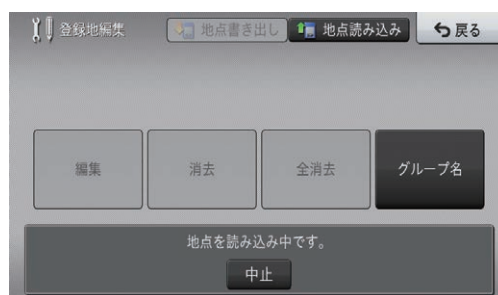 登録地編集
地点書き出し
地点読み込み
戻る
編集
消去
全消去
グループ名
地点を読み込み中です。
中止